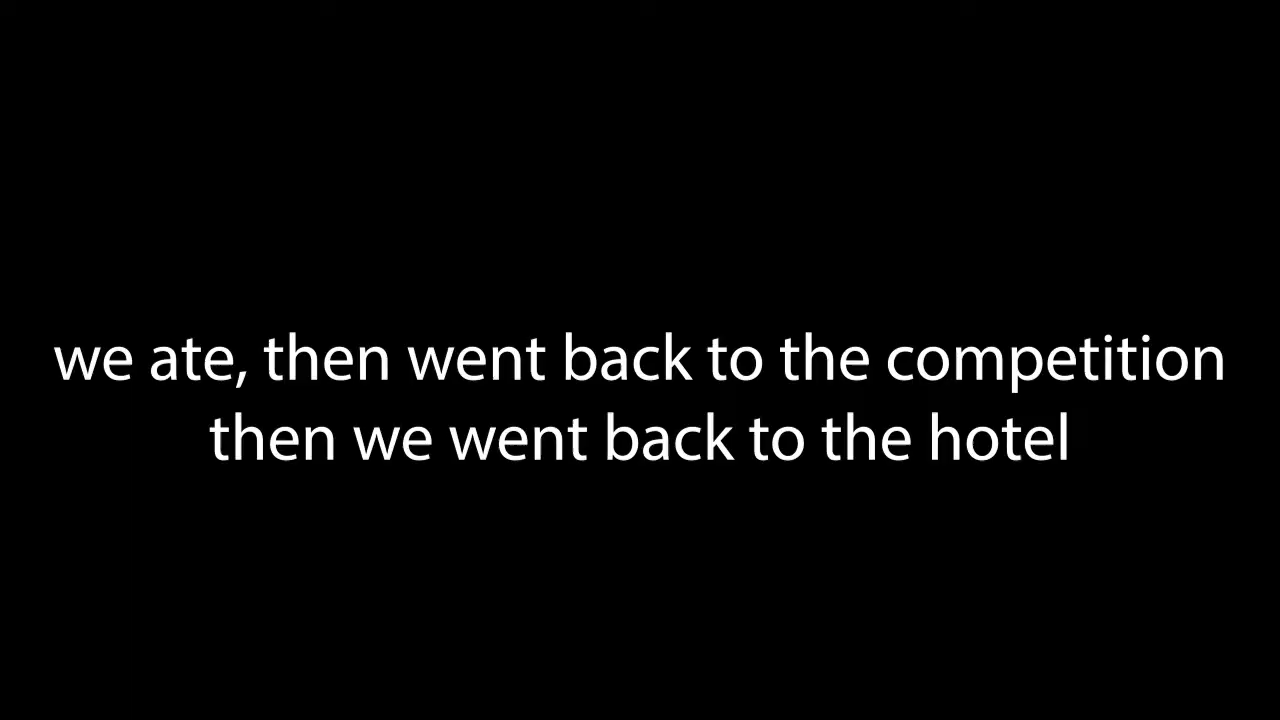 we ate, then went back to the competition
then we went back to the hotel